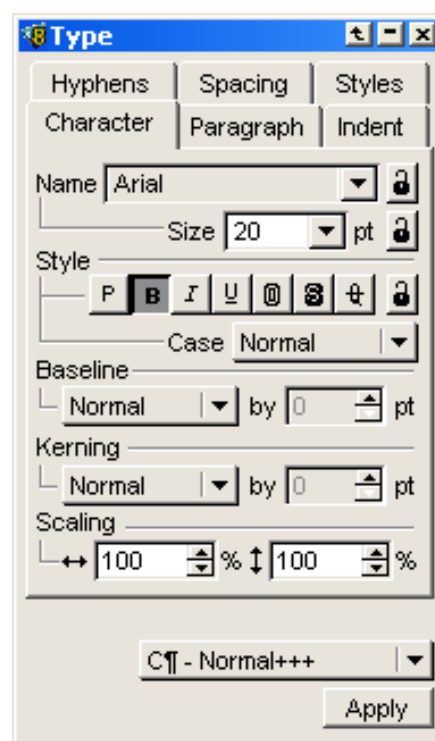 Type
Hyphens Spacing Styles
Character Paragraph Indent
Name Arial
Size 20 pt
Style
P B I U O S T
Case Normal
Baseline
Normal by 0 pt
Kerning
Normal by 0 pt
Scaling
↔ 100 % ↕ 100 %
C¶ - Normal+++
Apply